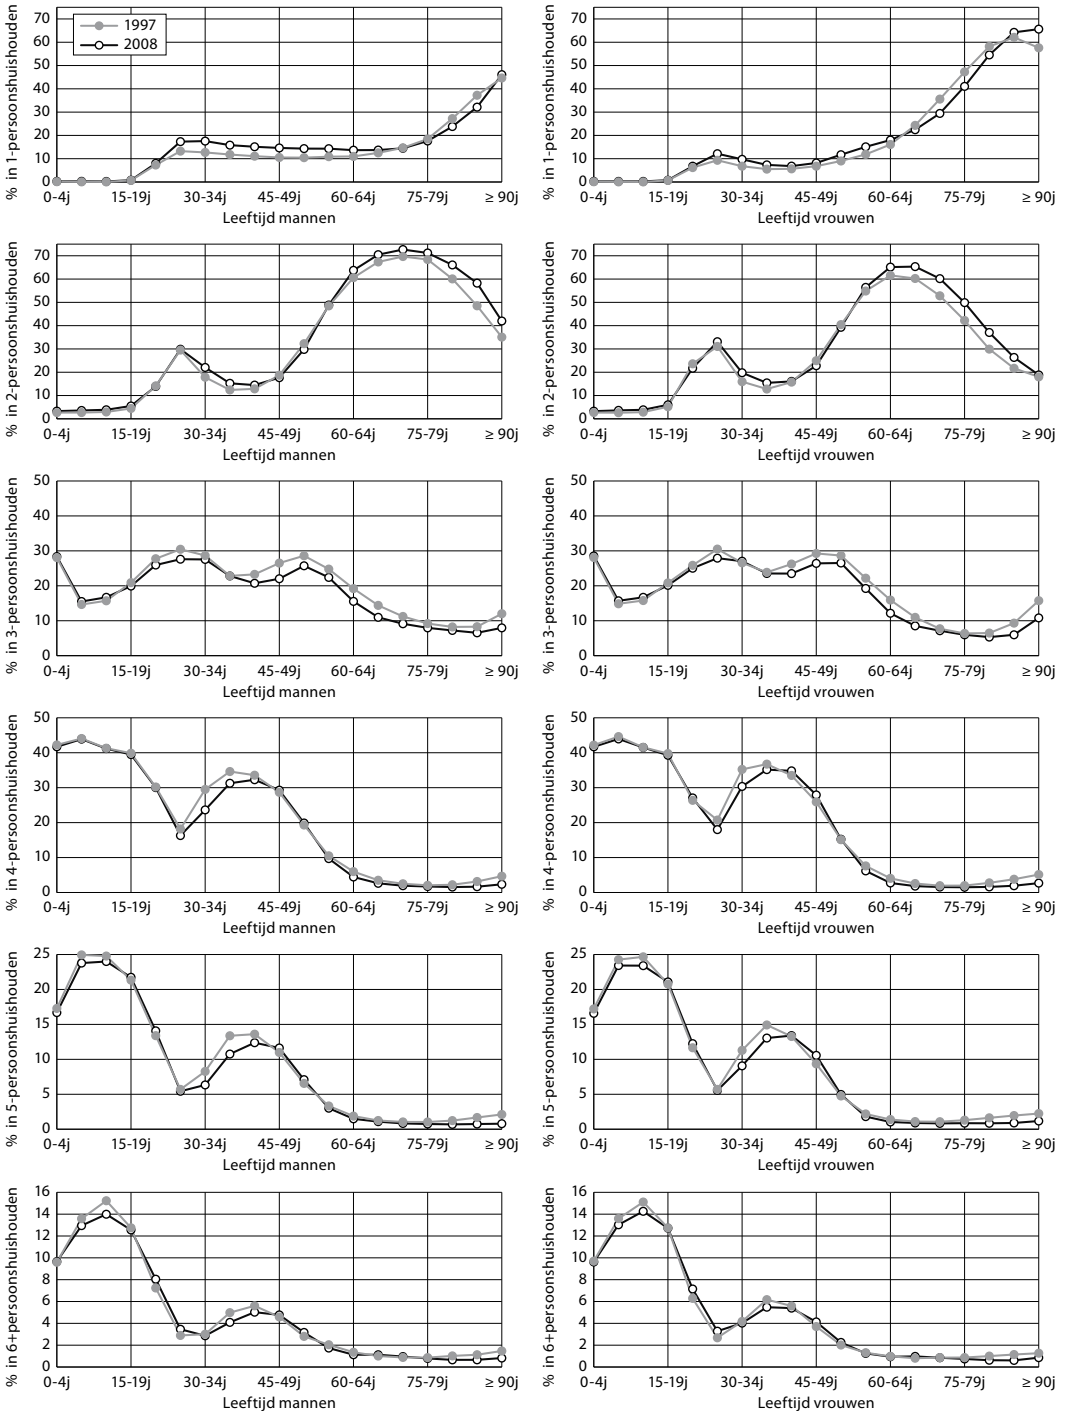 % in 1-persoonshuishouden
70
60
50
40
30
20
10
0
1997
2008
0-4j 15-19j 30-34j 45-49j 60-64j 75-79j ≥ 90j
Leeftijd mannen
% in 1-persoonshuishouden
70
60
50
40
30
20
10
0
0-4j 15-19j 30-34j 45-49j 60-64j 75-79j ≥ 90j
Leeftijd vrouwen
% in 2-persoonshuishouden
70
60
50
40
30
20
10
0
0-4j 15-19j 30-34j 45-49j 60-64j 75-79j ≥ 90j
Leeftijd mannen
% in 2-persoonshuishouden
70
60
50
40
30
20
10
0
0-4j 15-19j 30-34j 45-49j 60-64j 75-79j ≥ 90j
Leeftijd vrouwen
% in 3-persoonshuishouden
50
40
30
20
10
0
0-4j 15-19j 30-34j 45-49j 60-64j 75-79j ≥ 90j
Leeftijd mannen
% in 3-persoonshuishouden
50
40
30
20
10
0
0-4j 15-19j 30-34j 45-49j 60-64j 75-79j ≥ 90j
Leeftijd vrouwen
% in 4-persoonshuishouden
50
40
30
20
10
0
0-4j 15-19j 30-34j 45-49j 60-64j 75-79j ≥ 90j
Leeftijd mannen
% in 4-persoonshuishouden
50
40
30
20
10
0
0-4j 15-19j 30-34j 45-49j 60-64j 75-79j ≥ 90j
Leeftijd vrouwen
% in 5-persoonshuishouden
25
20
15
10
5
0
0-4j 15-19j 30-34j 45-49j 60-64j 75-79j ≥ 90j
Leeftijd mannen
% in 5-persoonshuishouden
25
20
15
10
5
0
0-4j 15-19j 30-34j 45-49j 60-64j 75-79j ≥ 90j
Leeftijd vrouwen
% in 6+persoonshuishouden
16
14
12
10
8
6
4
2
0
0-4j 15-19j 30-34j 45-49j 60-64j 75-79j ≥ 90j
Leeftijd mannen
% in 6+persoonshuishouden
16
14
12
10
8
6
4
2
0
0-4j 15-19j 30-34j 45-49j 60-64j 75-79j ≥ 90j
Leeftijd vrouwen